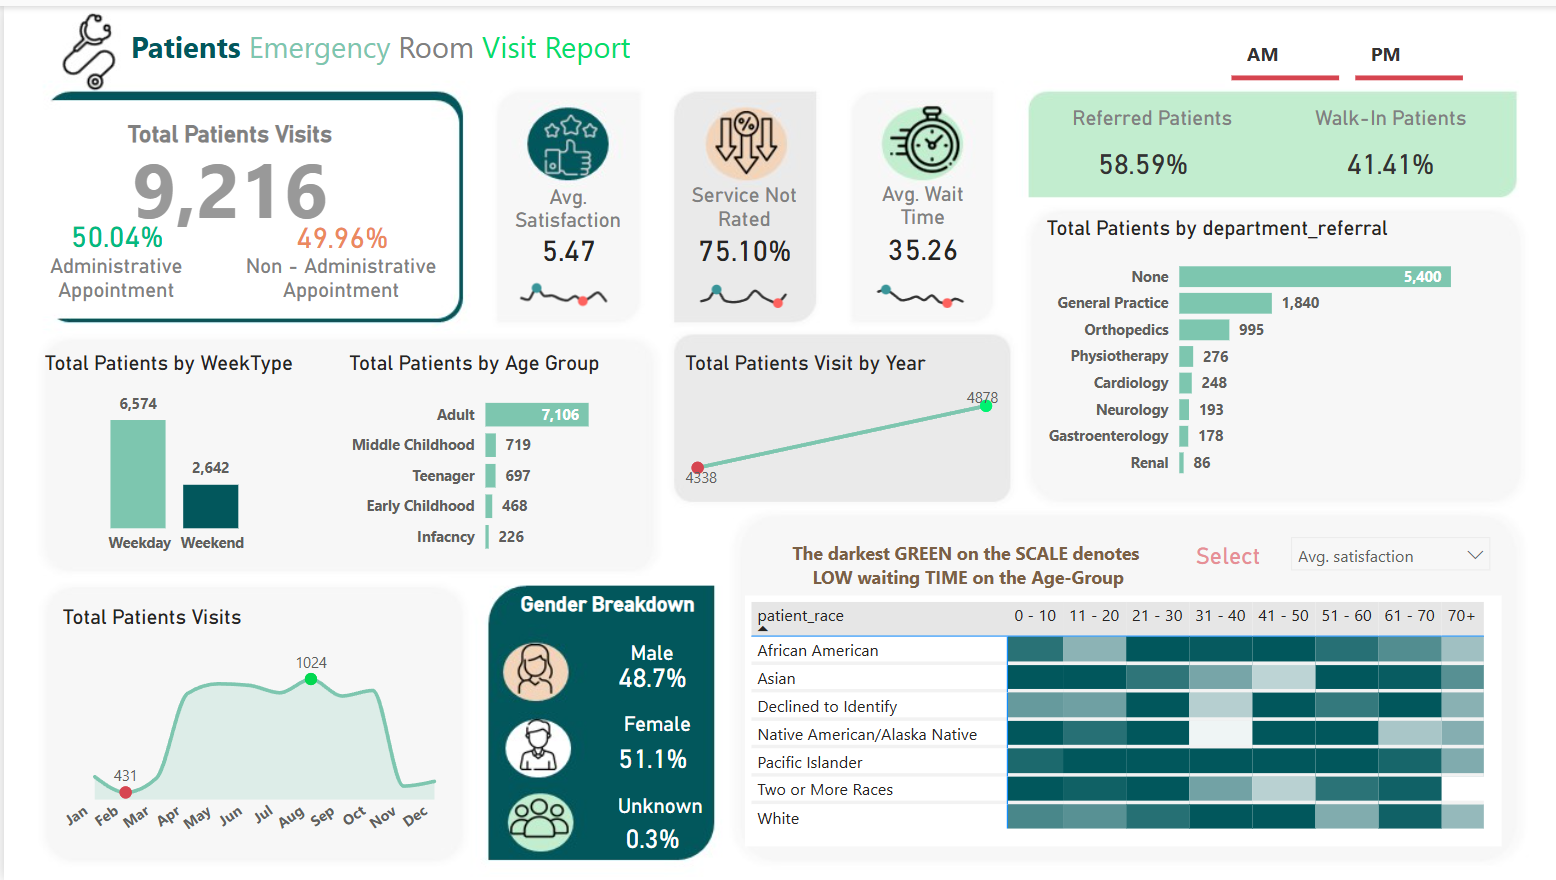 Patients Emergency Room Visit Report
AM
PM
Total Patients Visits
9,216
50.04%
Administrative
Appointment
49.96%
Non - Administrative
Appointment
Avg.
Satisfaction
5.47
%
Service Not
Rated
75.10%
Avg. Wait
Time
35.26
Referred Patients
58.59%
Walk-In Patients
41.41%
Total Patients by department_referral
None 5,400
General Practice 1,840
Orthopedics 995
Physiotherapy 276
Cardiology 248
Neurology 193
Gastroenterology 178
Renal 86
Total Patients by WeekType
6,574
2,642
Weekday Weekend
Total Patients by Age Group
Adult 7,106
Middle Childhood 719
Teenager 697
Early Childhood 468
Infacncy 226
Total Patients Visit by Year
4878
4338
Total Patients Visits
1024
431
Jan Feb Mar Apr May Jun Jul Aug Sep Oct Nov Dec
Gender Breakdown
Male
48.7%
Female
51.1%
Unknown
0.3%
The darkest GREEN on the SCALE denotes
LOW waiting TIME on the Age-Group
Select
Avg. satisfaction
patient_race 0 - 10 11 - 20 21 - 30 31 - 40 41 - 50 51 - 60 61 - 70 70+
African American
Asian
Declined to Identify
Native American/Alaska Native
Pacific Islander
Two or More Races
White